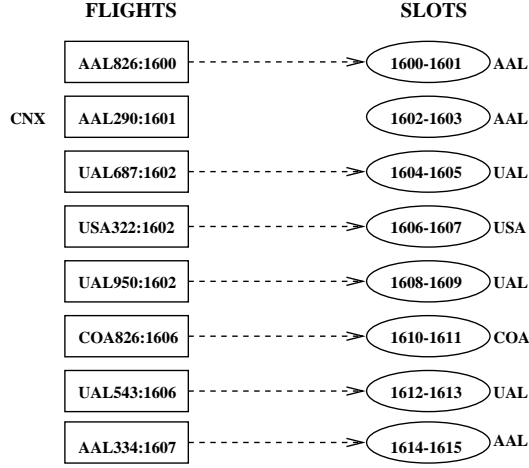 FLIGHTS SLOTS
AAL826:1600 1600-1601 AAL
CNX AAL290:1601 1602-1603 AAL
UAL687:1602 1604-1605 UAL
USA322:1602 1606-1607 USA
UAL950:1602 1608-1609 UAL
COA826:1606 1610-1611 COA
UAL543:1606 1612-1613 UAL
AAL334:1607 1614-1615 AAL